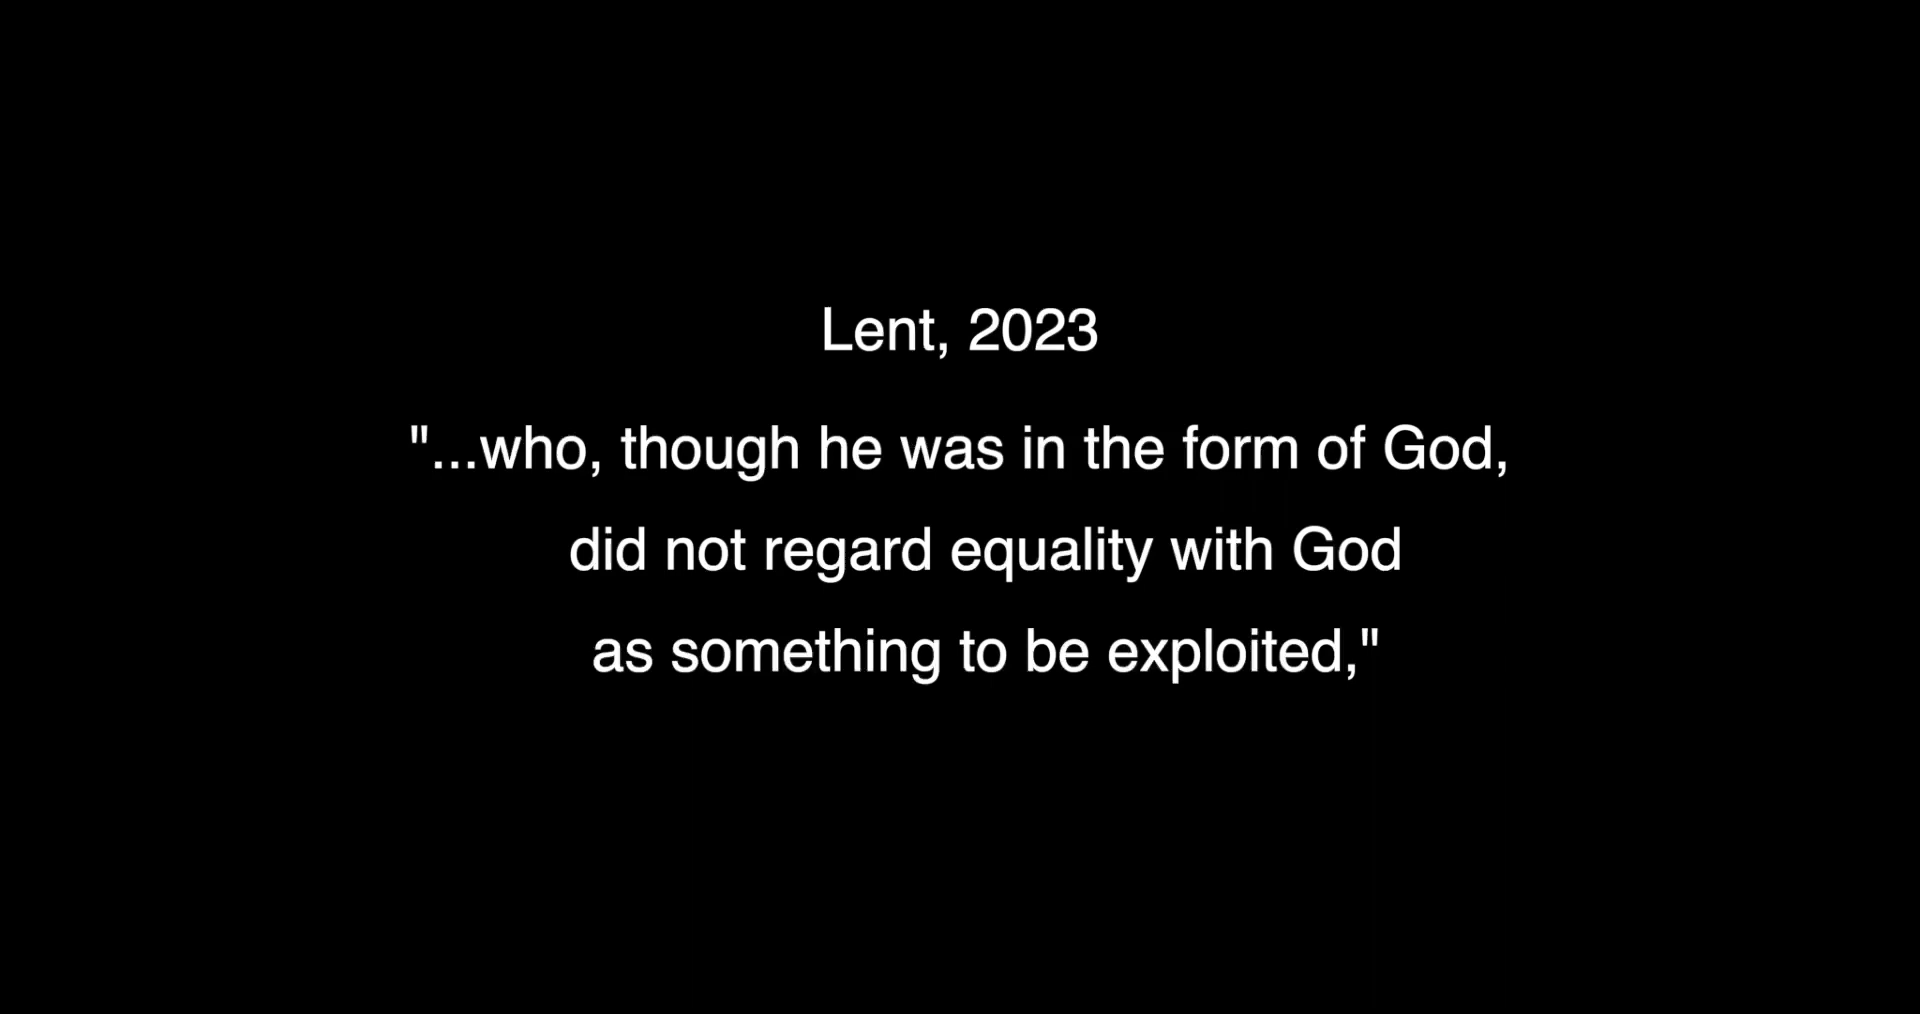 Lent, 2023
"...who, though he was in the form of God,
did not regard equality with God
as something to be exploited,"